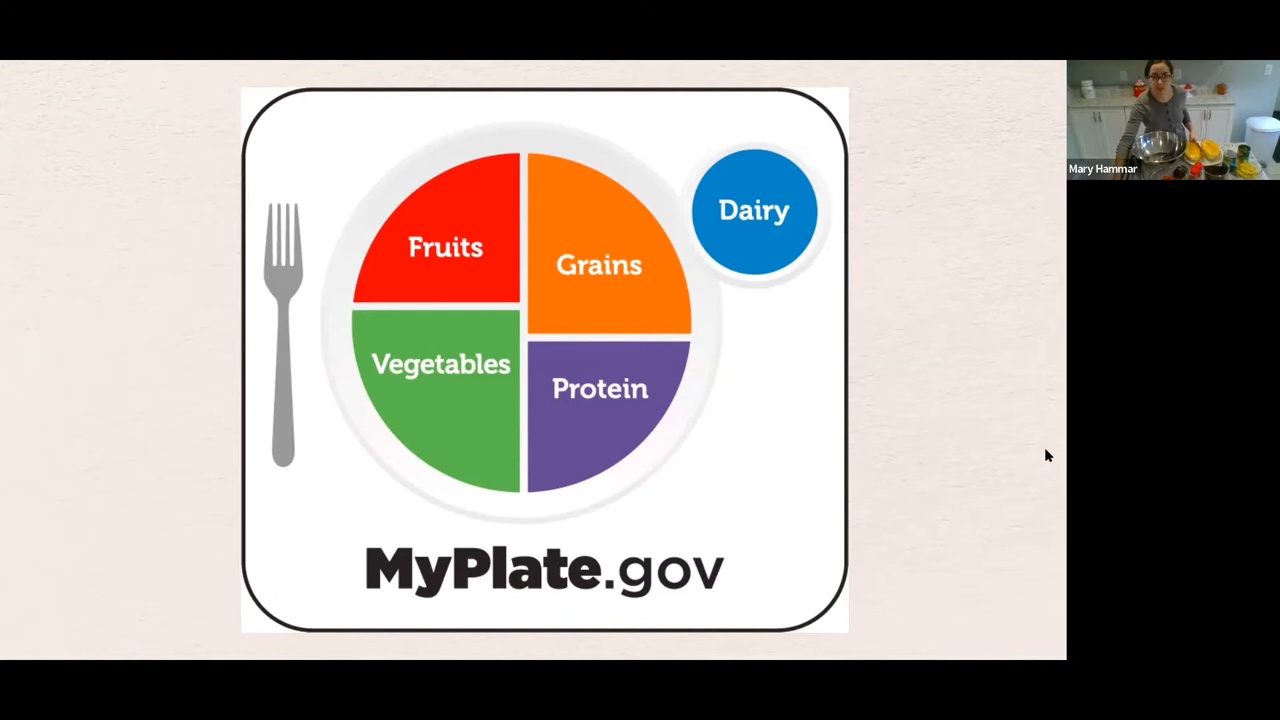 Fruits
Grains
Dairy
Vegetables
Protein
MyPlate.gov
Mary Hammar